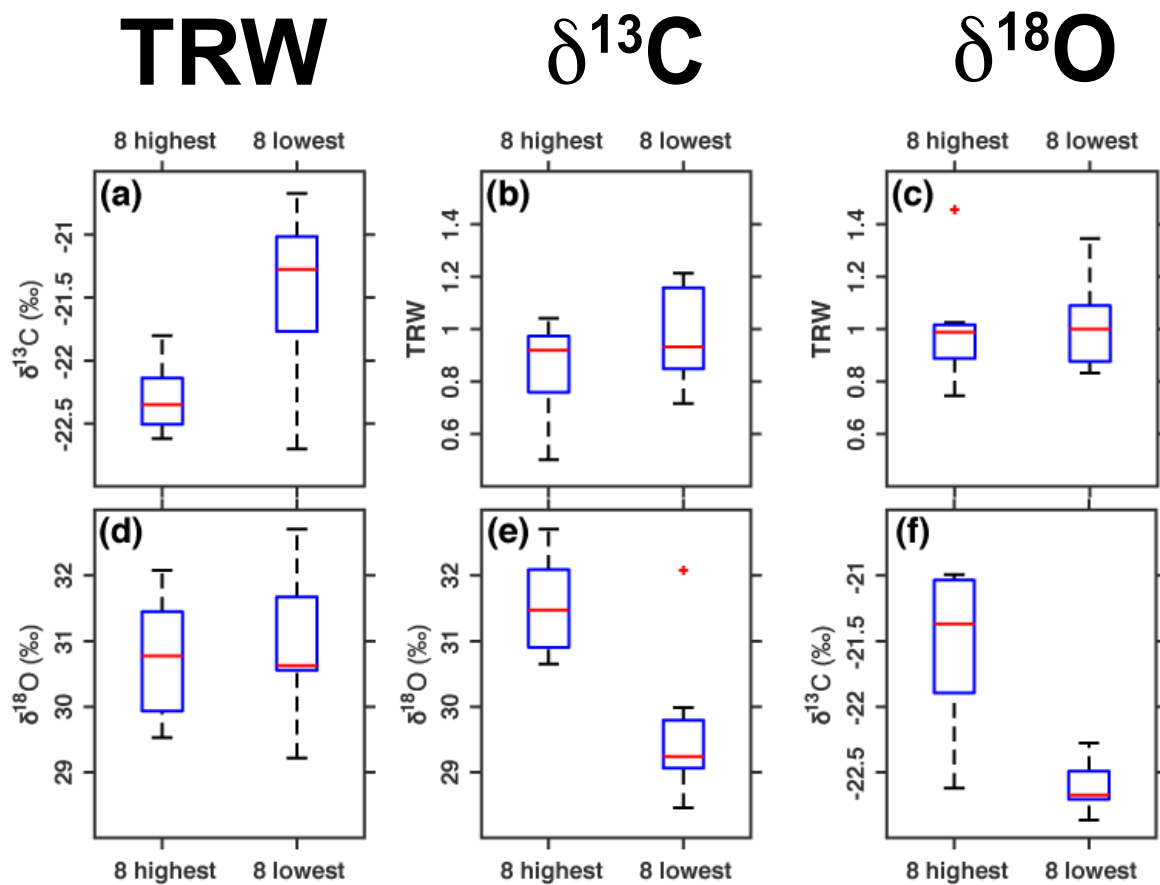 TRW δ¹³C δ¹⁸O
8 highest 8 lowest 8 highest 8 lowest 8 highest 8 lowest
(a) (b) (c)
δ¹³C (‰)
-21
-21.5
-22
-22.5
TRW
1.4
1.2
1
0.8
0.6
TRW
1.4
1.2
1
0.8
0.6
(d) (e) (f)
δ¹⁸O (‰)
32
31
30
29
δ¹⁸O (‰)
32
31
30
29
δ¹³C (‰)
-21
-21.5
-22
-22.5
8 highest 8 lowest 8 highest 8 lowest 8 highest 8 lowest